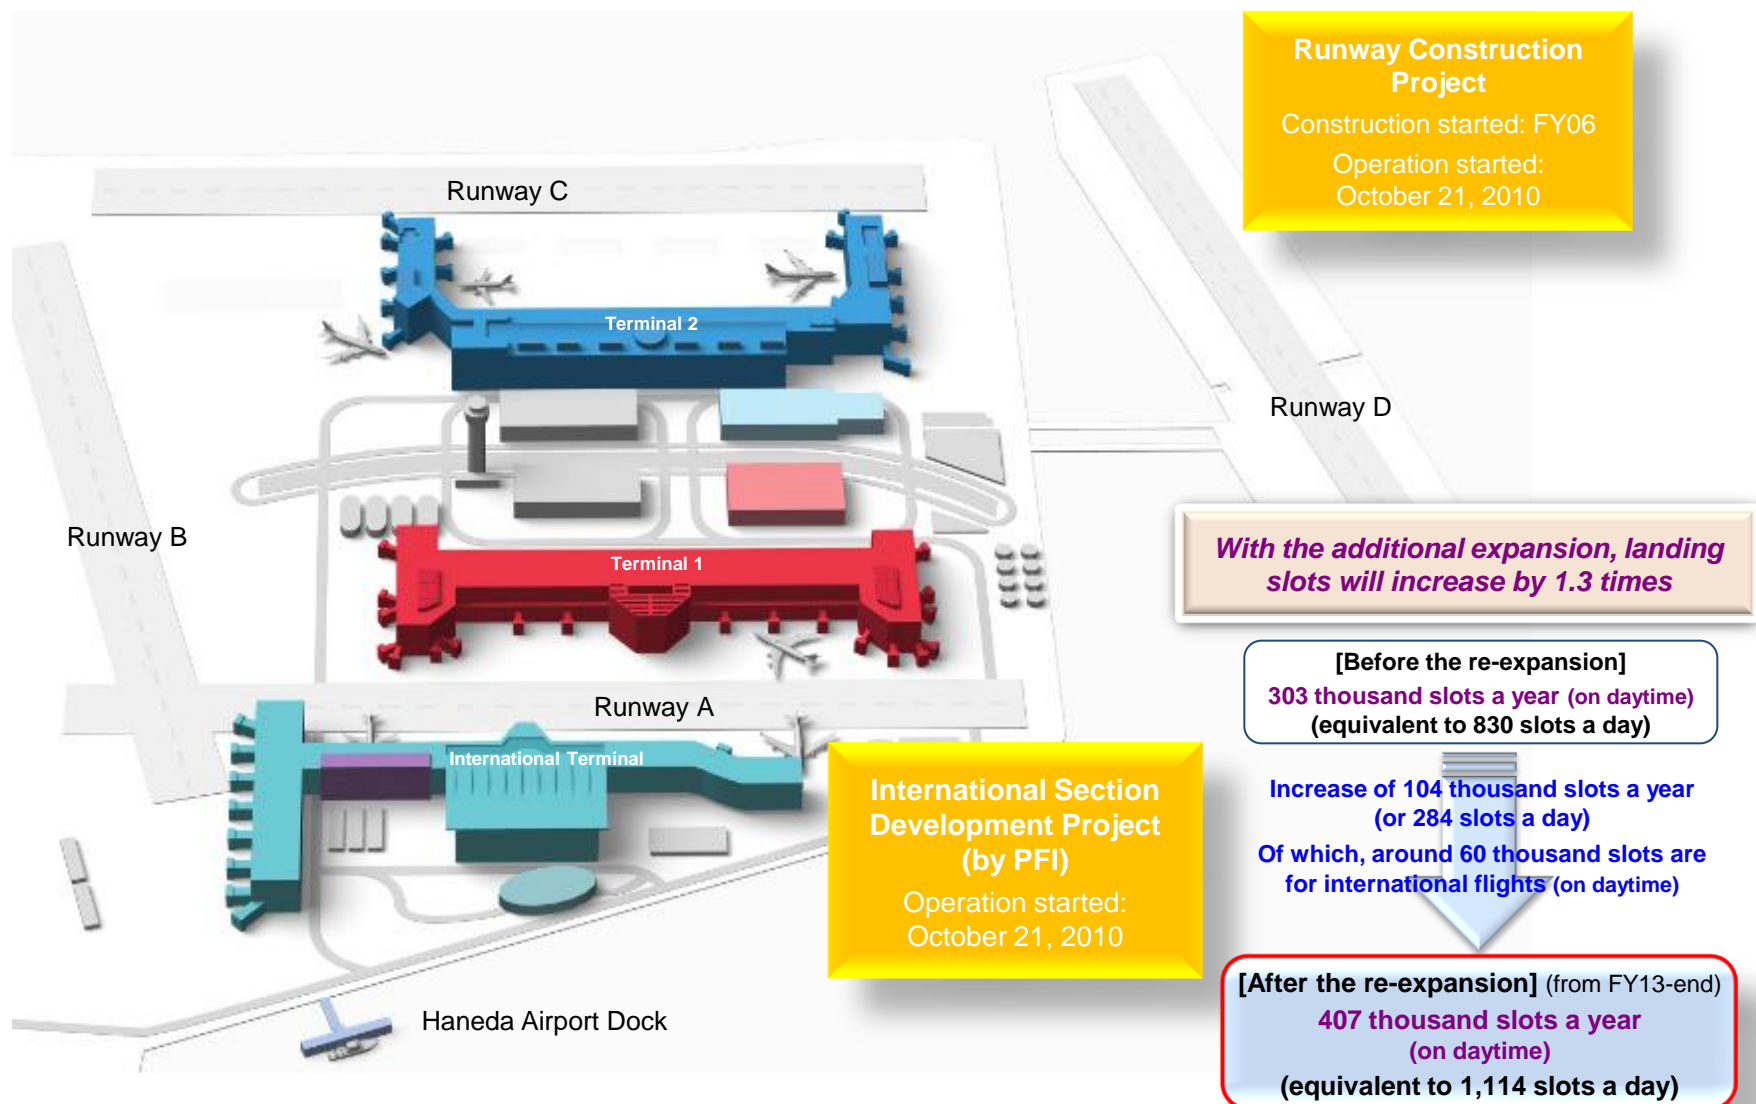 Runway Construction
Project
Construction started: FY06
Operation started:
October 21, 2010
Runway C
Terminal 2
Runway D
Runway B
Terminal 1
With the additional expansion, landing
slots will increase by 1.3 times
[Before the re-expansion]
303 thousand slots a year (on daytime)
(equivalent to 830 slots a day)
Runway A
International Terminal
International Section
Development Project
(by PFI)
Operation started:
October 21, 2010
Increase of 104 thousand slots a year
(or 284 slots a day)
Of which, around 60 thousand slots are
for international flights (on daytime)
[After the re-expansion] (from FY13-end)
407 thousand slots a year
(on daytime)
(equivalent to 1,114 slots a day)
Haneda Airport Dock